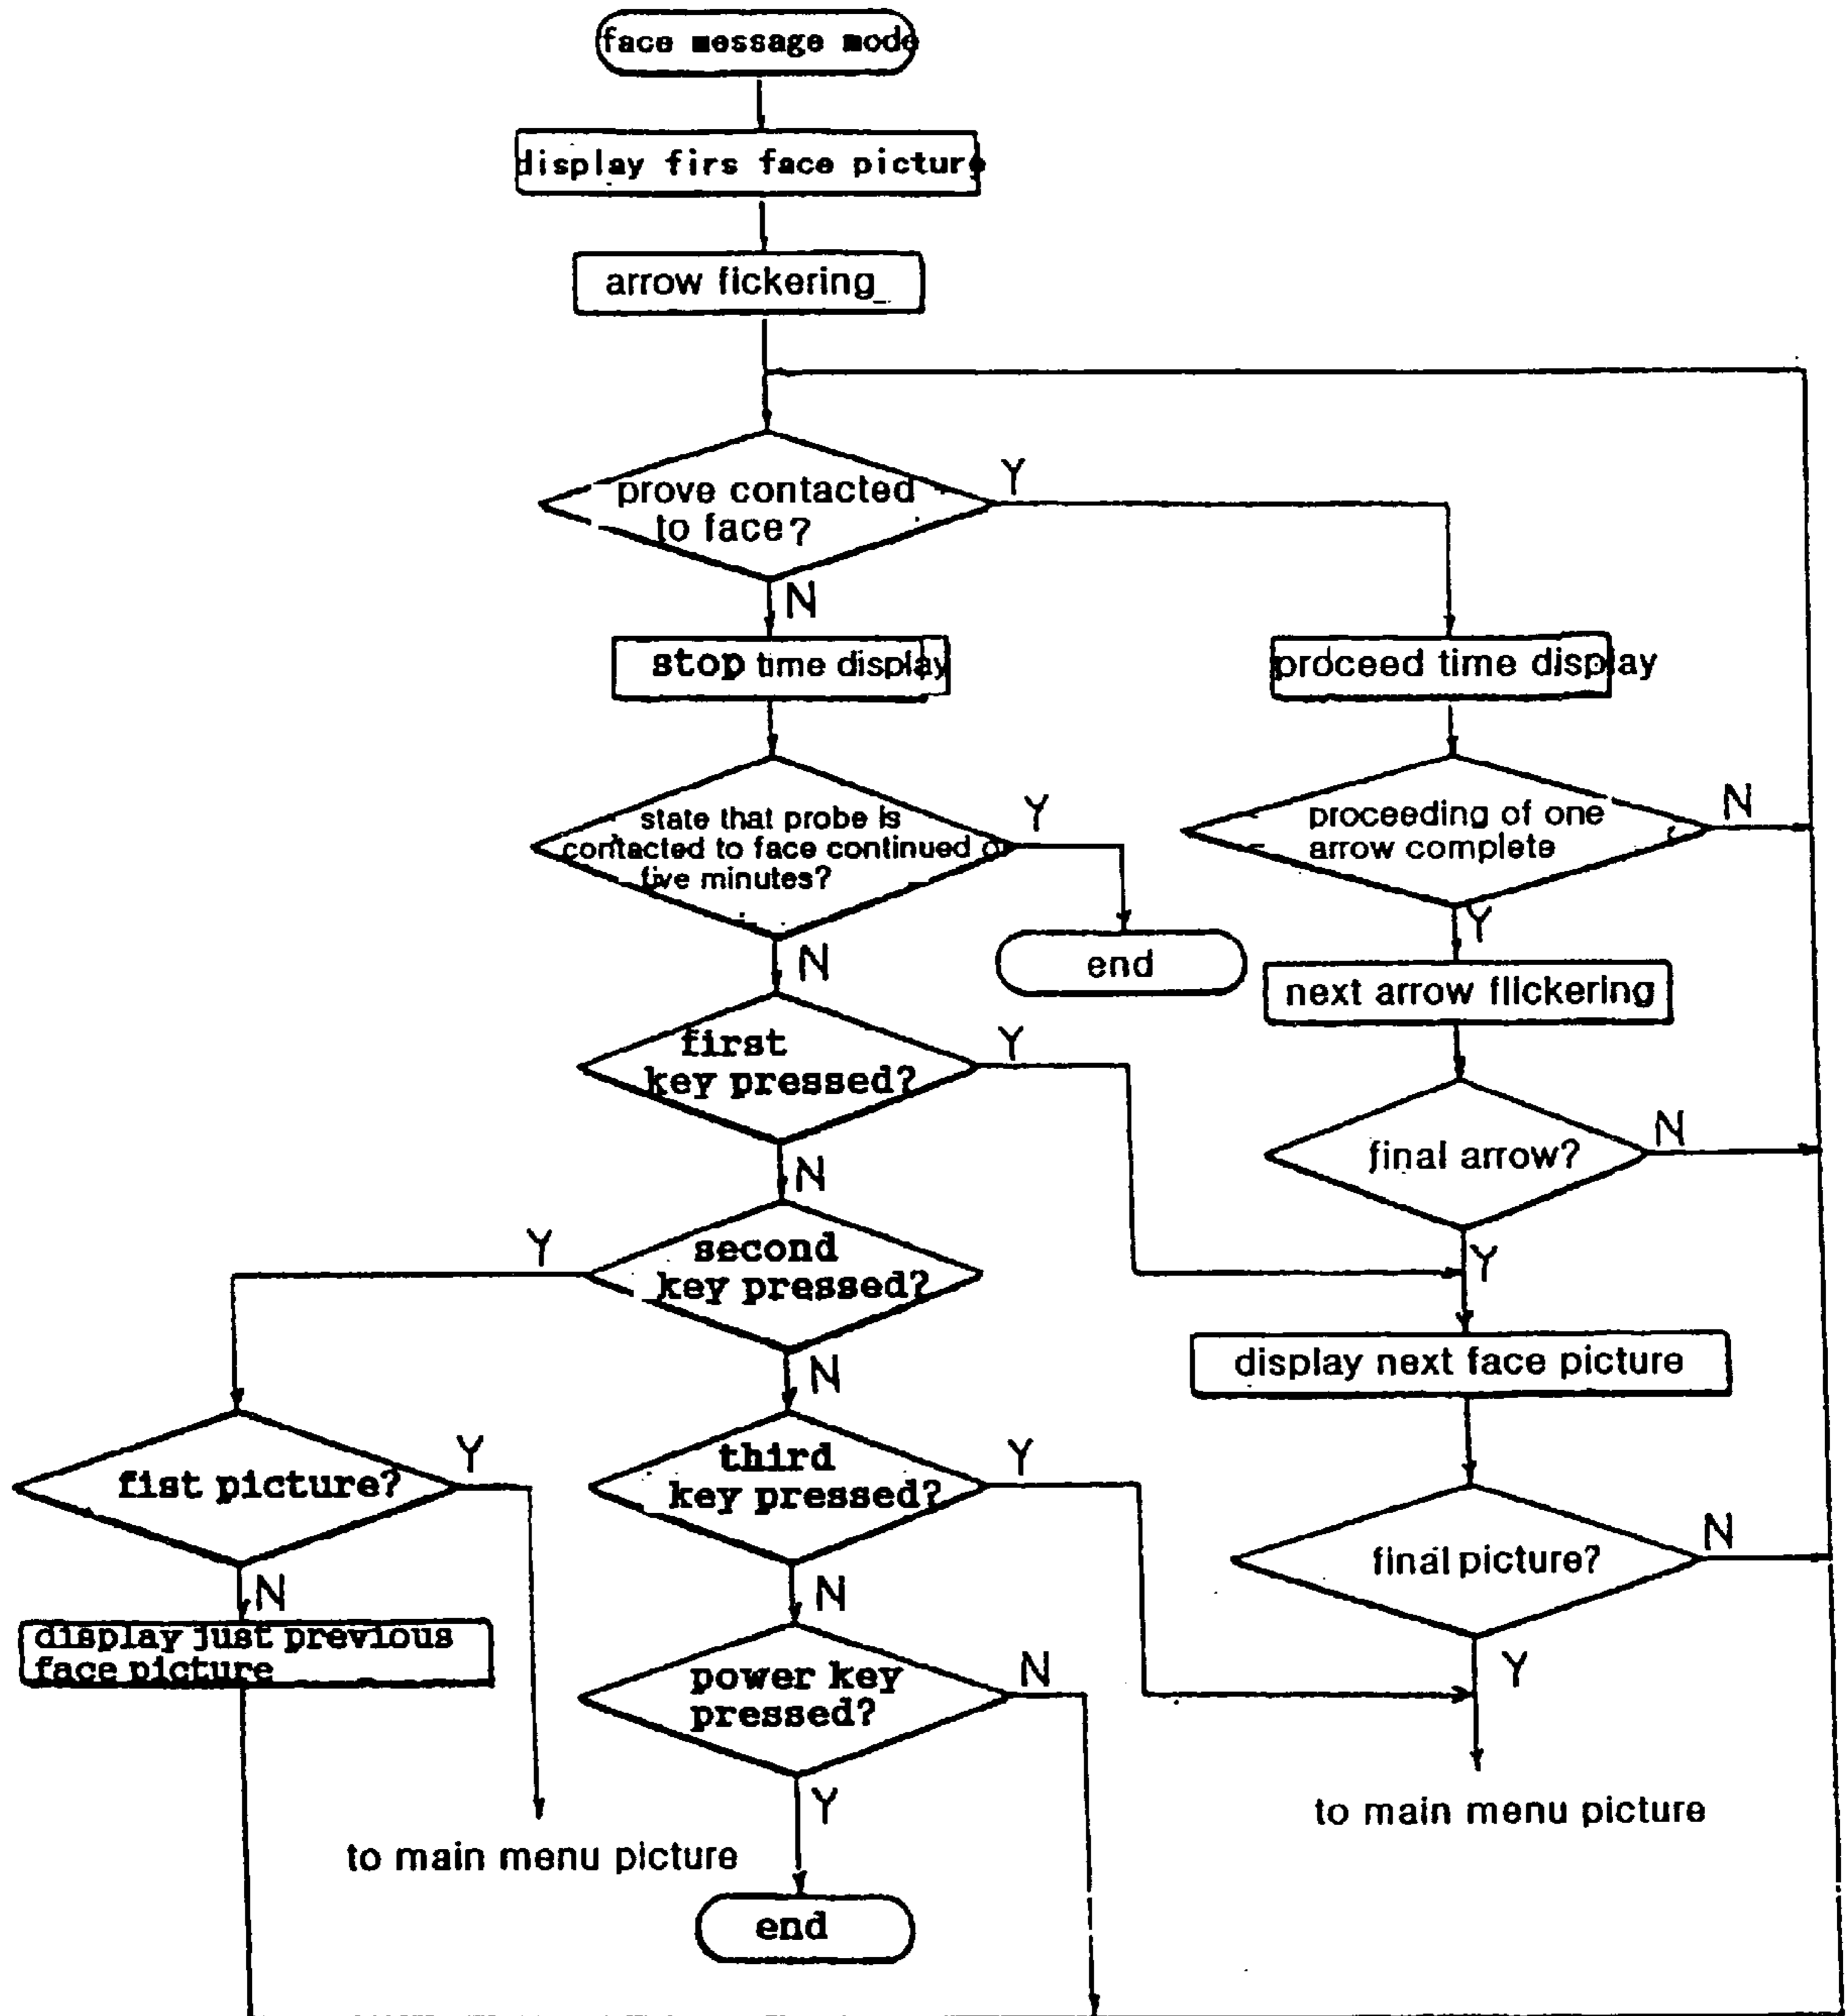 face message mode
display firs face picture
arrow flckering
prove contacted
to face?
Y
N
stop time display
proceed time display
state that probe is
contacted to face continued o
five minutes?
Y
proceeding of one
arrow complete
N
Y
N
end
next arrow flickering
first
key pressed?
Y
N
final arrow?
N
Y
second
key pressed?
Y
N
display next face picture
fist picture?
Y
N
third
key pressed?
Y
N
final picture?
N
Y
display just previous
face picture
power key
pressed?
N
Y
to main menu picture
to main menu picture
end